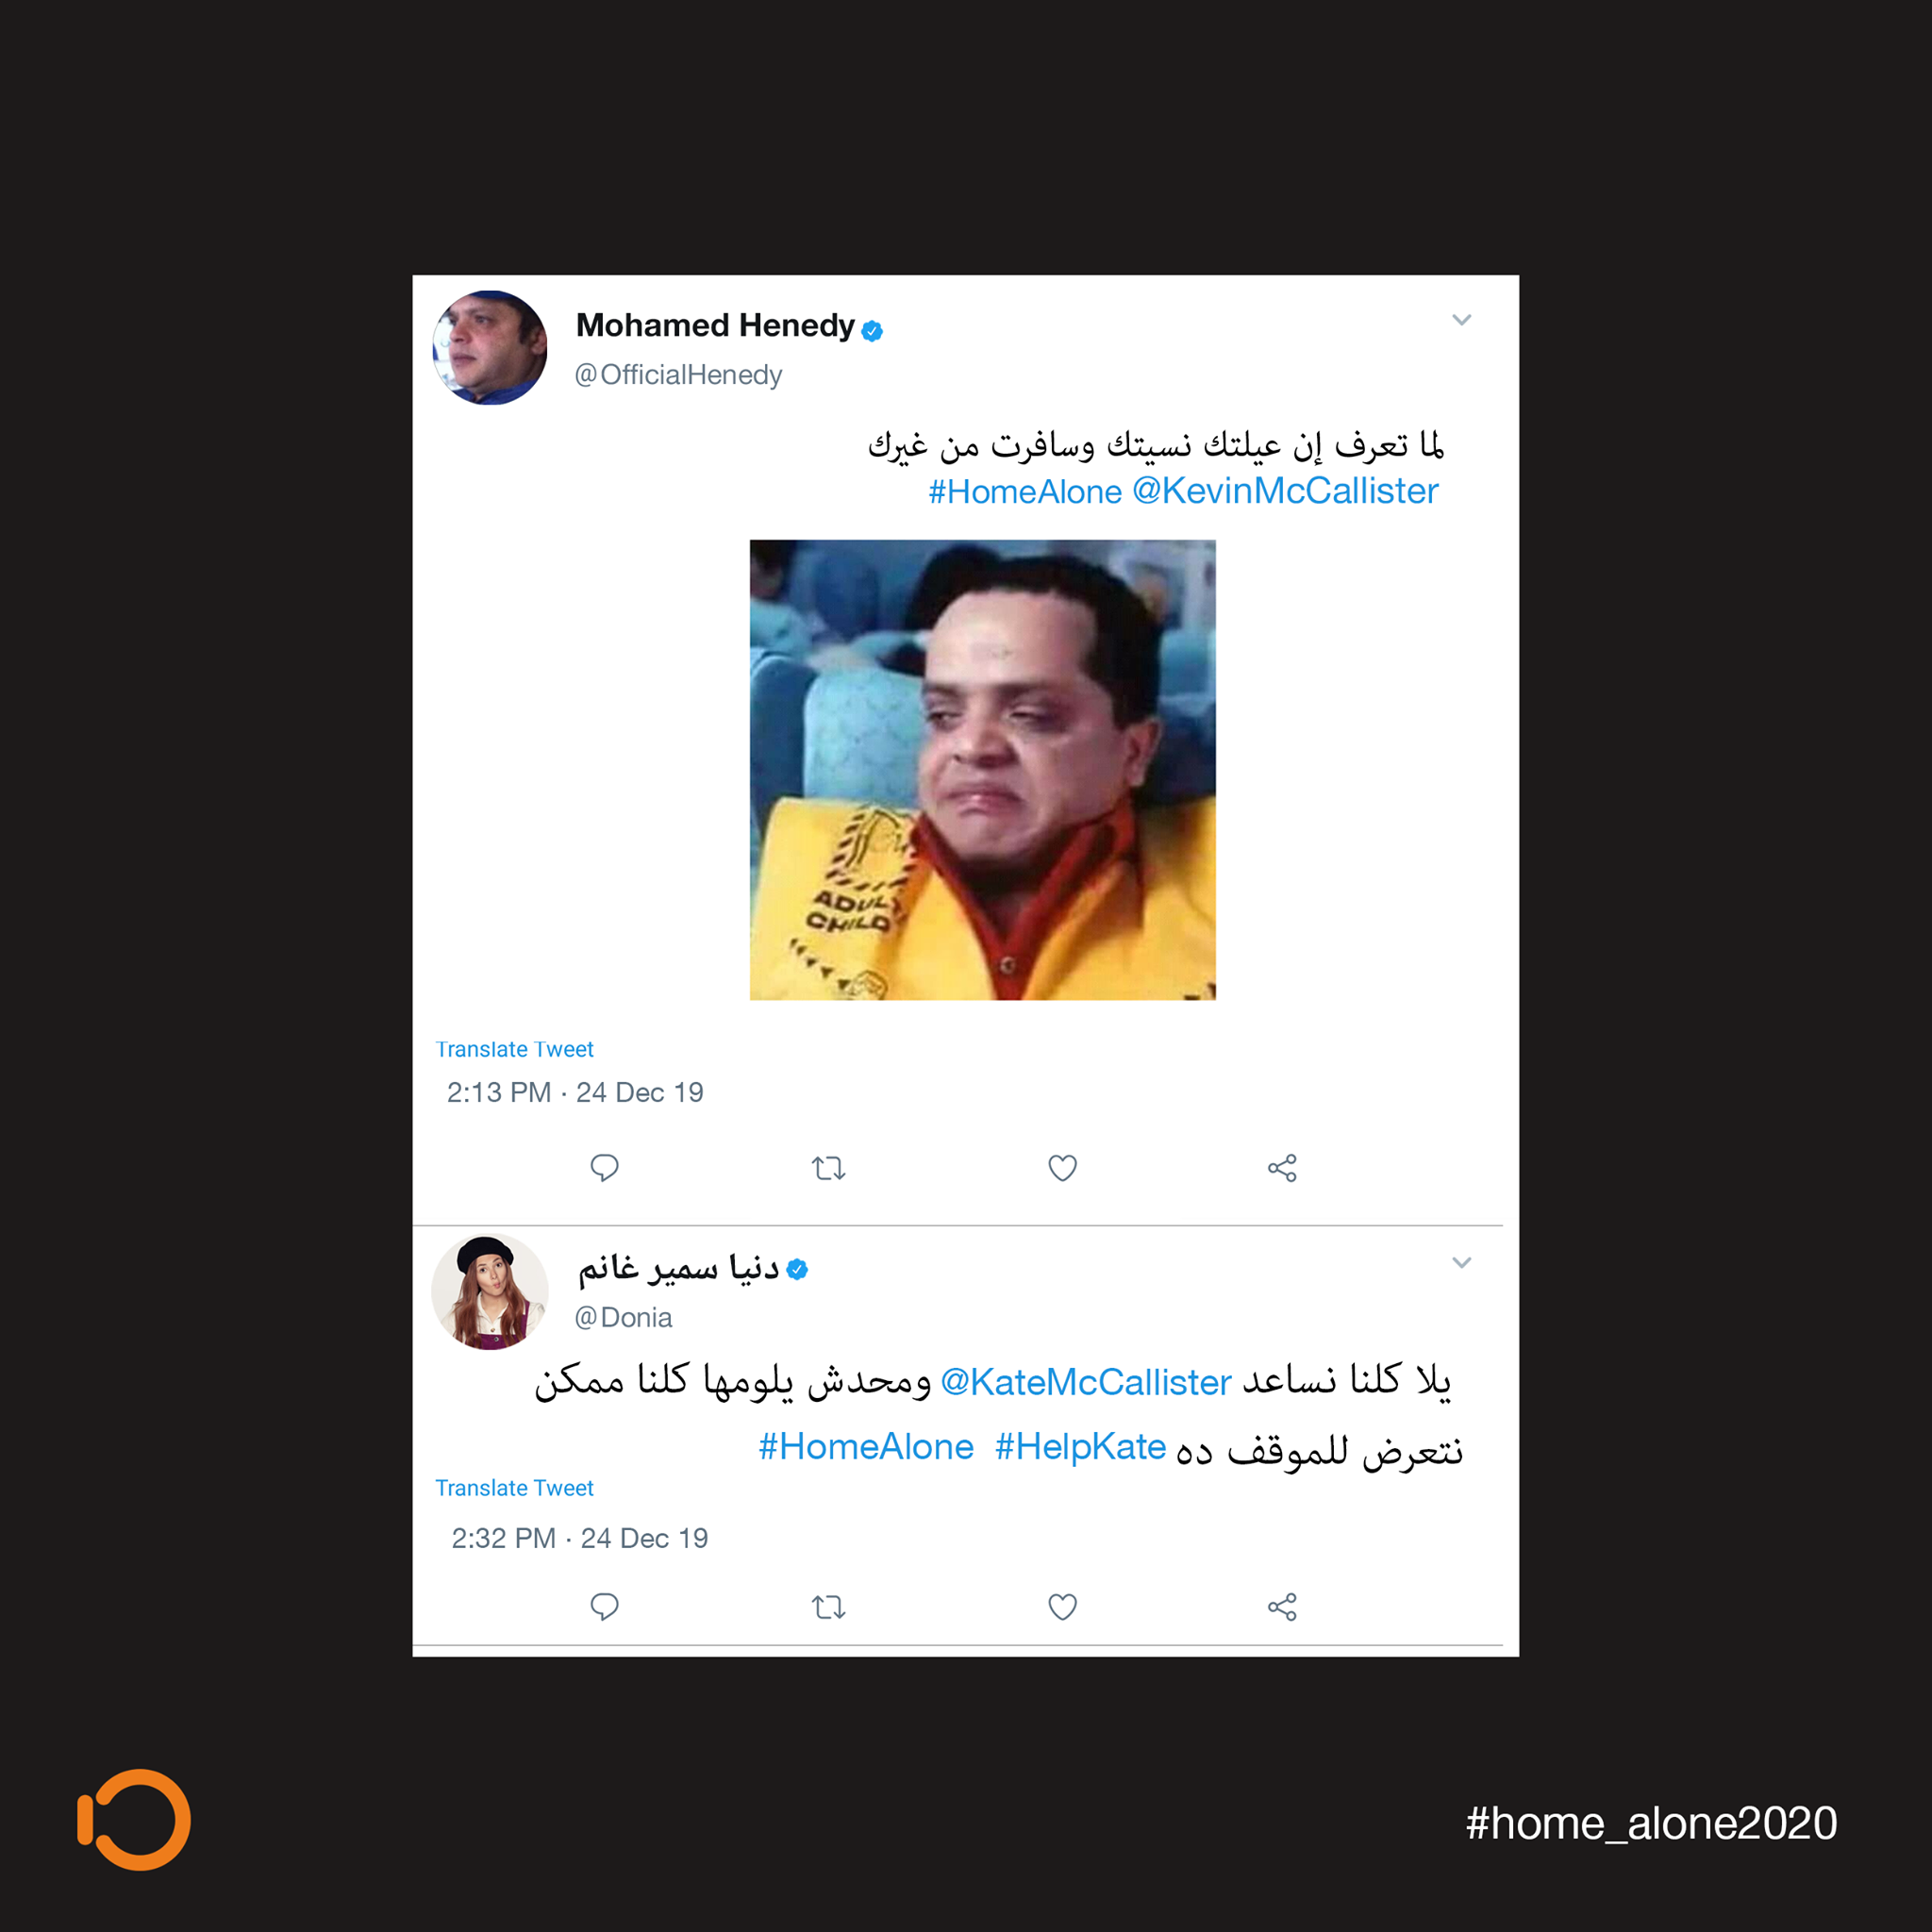 Mohamed Henedy
@OfficialHenedy
لما تعرف إن عيلتك نسيتك وسافرت من غيرك
#HomeAlone @KevinMcCallister
ADULT
CHILD
Translate Tweet
2:13 PM · 24 Dec 19
دنيا سمير غانم
@Donia
يلا كلنا نساعد @KateMcCallister ومحدش يلومها كلنا ممكن
نتعرض للموقف ده #HelpKate #HomeAlone
Translate Tweet
2:32 PM · 24 Dec 19
#home_alone2020